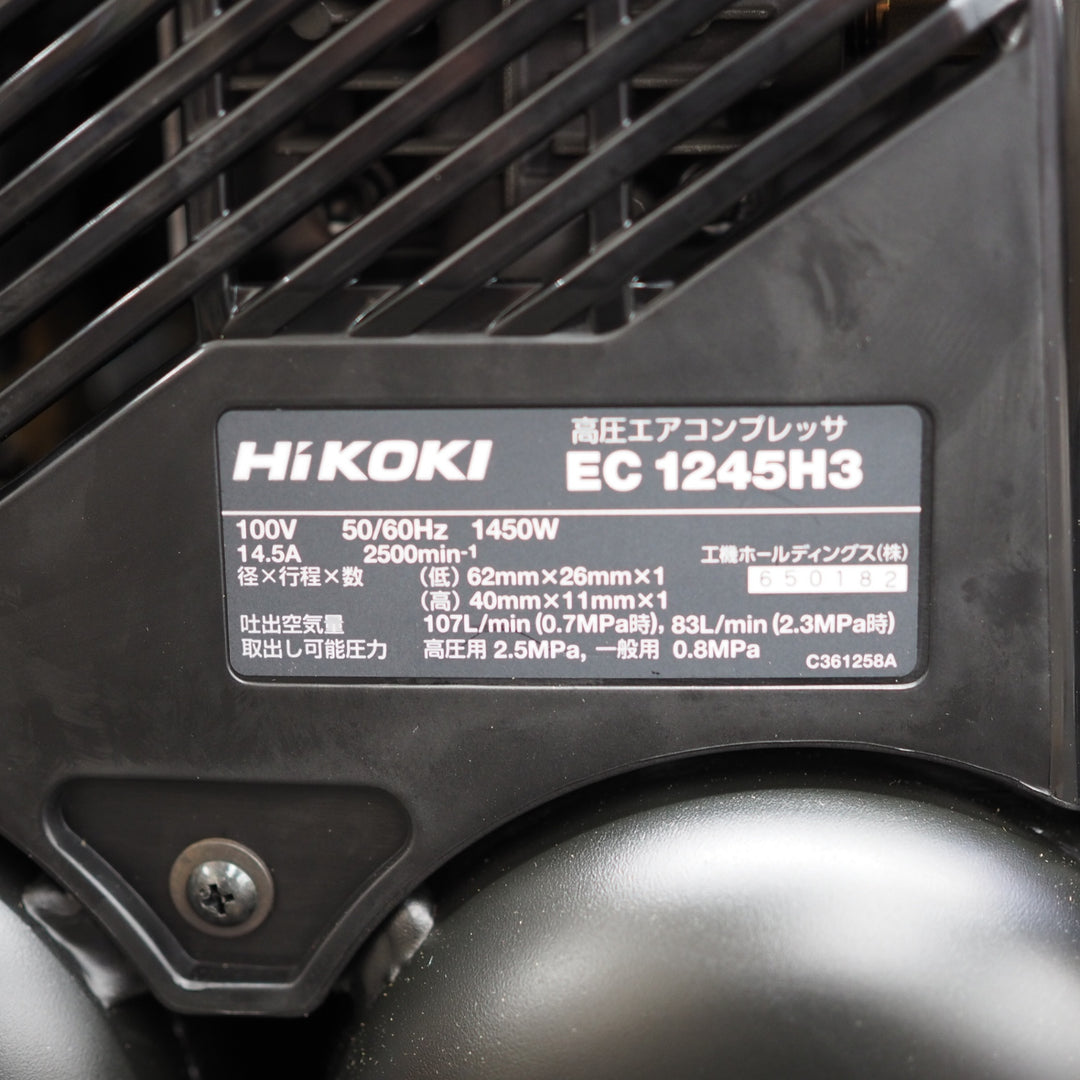 HiKOKI
高圧エアコンプレッサ
EC 1245H3
100V 50/60Hz 1450W
14.5A 2500min⁻¹
工機ホールディングス(株)
径×行程×数 (低) 62mm×26mm×1
650182
(高) 40mm×11mm×1
吐出空気量 107L/min (0.7MPa時), 83L/min (2.3MPa時)
取出し可能圧力 高圧用 2.5MPa, 一般用 0.8MPa
C361258A